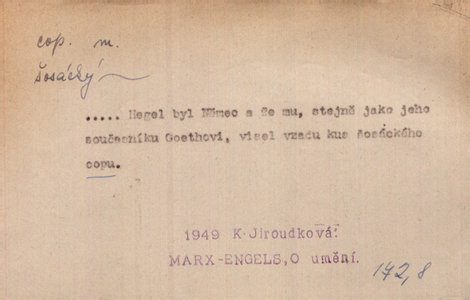 cop. m.
šosácký
..... Hegel byl Němec a že mu, stejně jako jeho
současníku Goethovi, visel vzadu kus šosáckého
copu.
1949 K.Jiroudková:
MARX-ENGELS, O umění.
142,8